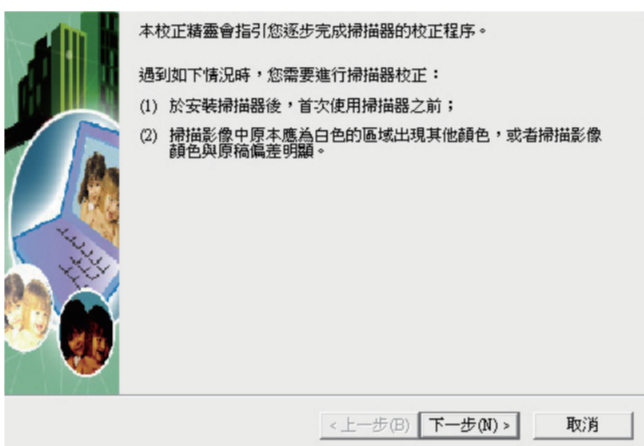 本校正精靈會指引您逐步完成掃描器的校正程序。
遇到如下情況時，您需要進行掃描器校正：
(1) 於安裝掃描器後，首次使用掃描器之前；
(2) 掃描影像中原本應為白色的區域出現其他顏色，或者掃描影像
顏色與原稿偏差明顯。
<上一步(B) 下一步(N) > 取消